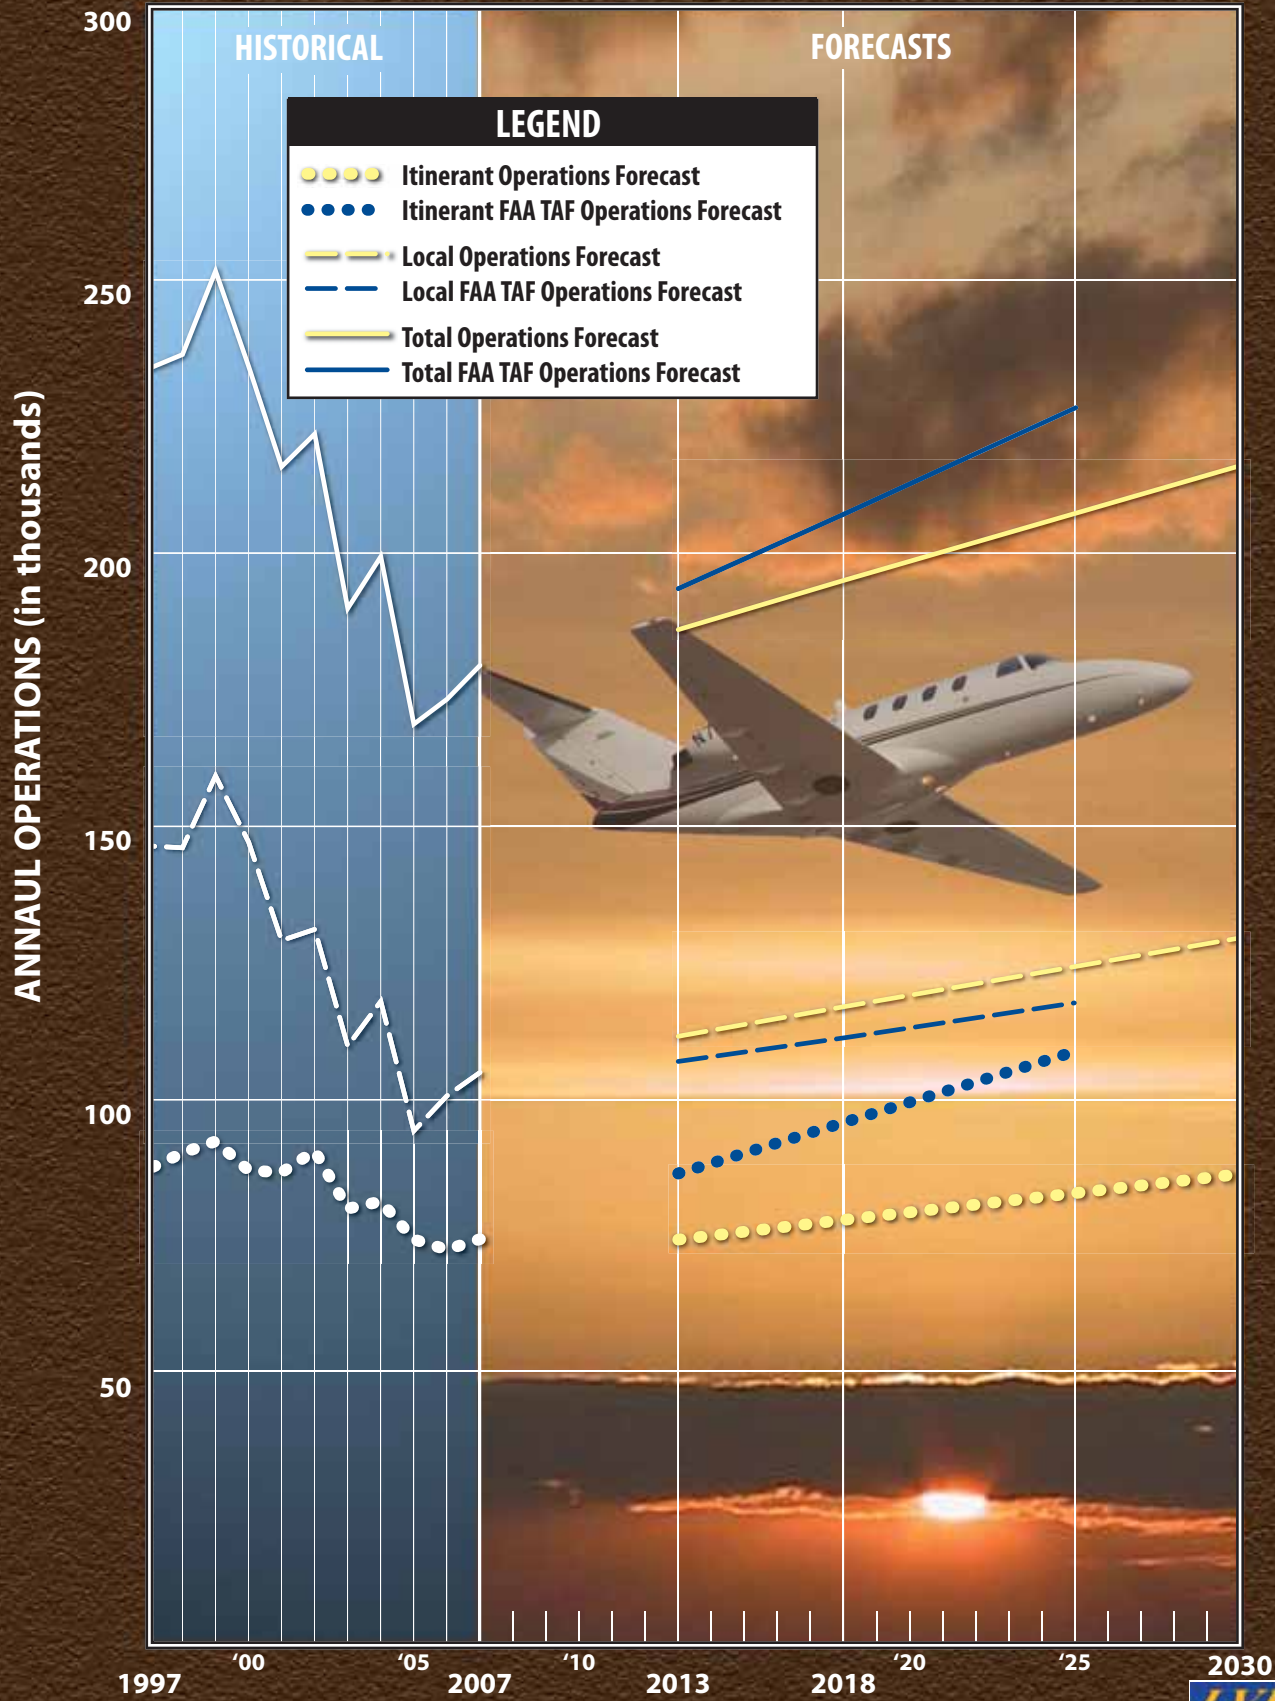 300
HISTORICAL
FORECASTS
LEGEND
Itinerant Operations Forecast
Itinerant FAA TAF Operations Forecast
Local Operations Forecast
Local FAA TAF Operations Forecast
Total Operations Forecast
Total FAA TAF Operations Forecast
250
200
150
100
50
ANNAUL OPERATIONS (in thousands)
N7
1997
‘00
‘05
2007
‘10
2013
2018
‘20
‘25
2030